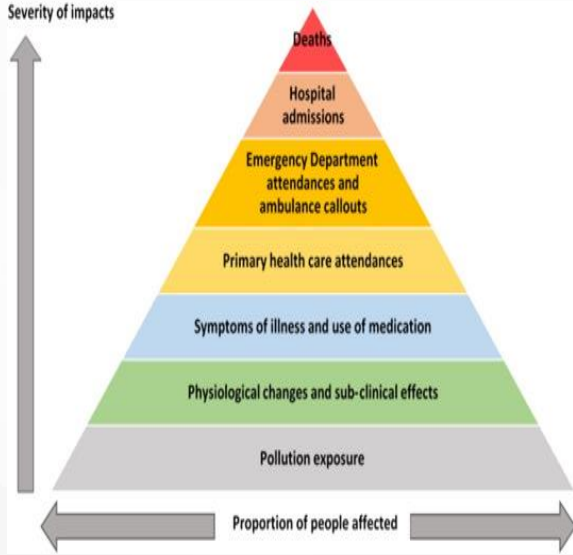 Severity of impacts
Deaths
Hospital
admissions
Emergency Department
attendances and
ambulance callouts
Primary health care attendances
Symptoms of illness and use of medication
Physiological changes and sub-clinical effects
Pollution exposure
Proportion of people affected